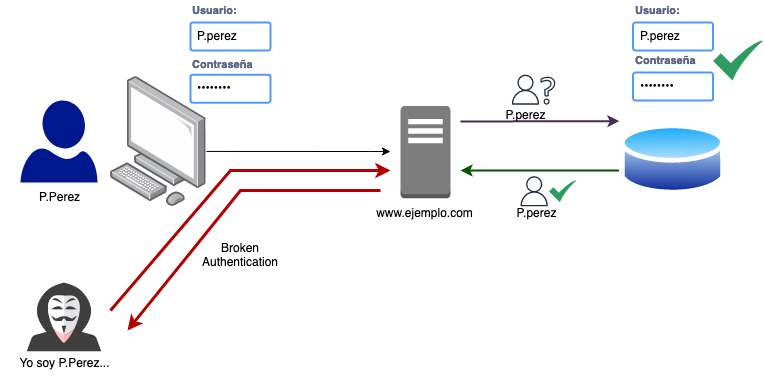 Usuario:
P.perez
Contraseña
••••••••
Usuario:
P.perez
Contraseña
••••••••
P.perez
P.Perez
www.ejemplo.com
P.perez
Broken
Authentication
Yo soy P.Perez...